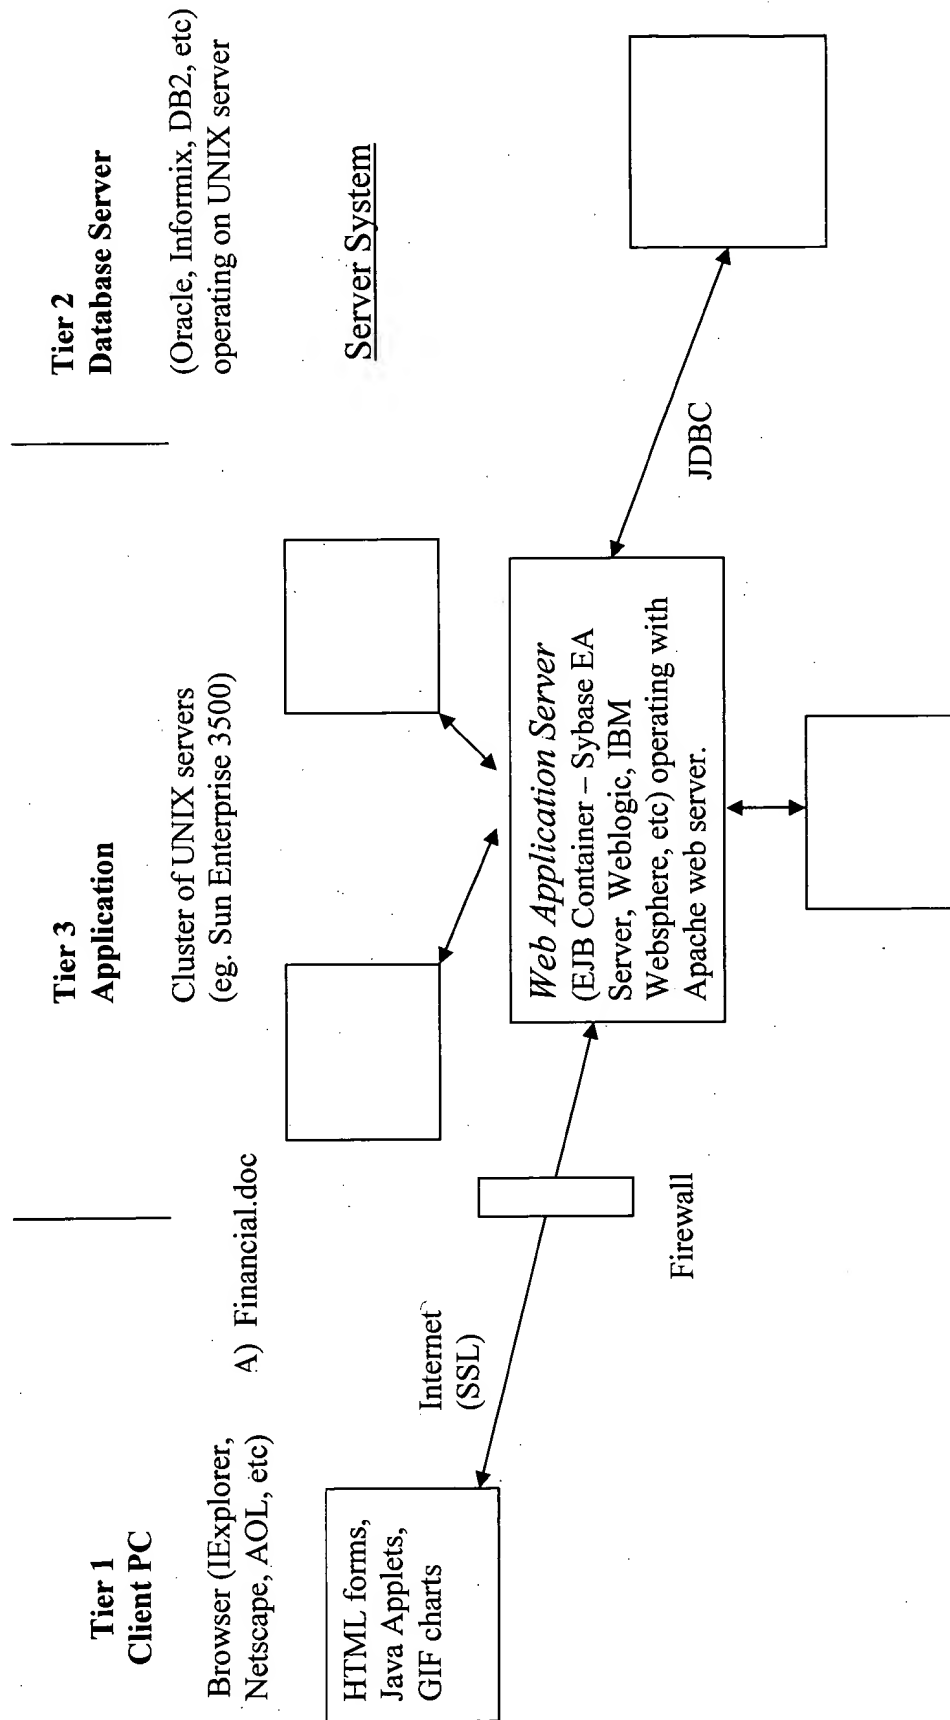 Tier 1
Client PC
Browser (IExplorer,
Netscape, AOL, etc)
HTML forms,
Java Applets,
GIF charts
A) Financial.doc
Internet
(SSL)
Firewall
Tier 3
Application
Cluster of UNIX servers
(eg. Sun Enterprise 3500)
Web Application Server
(EJB Container – Sybase EA
Server, Weblogic, IBM
Websphere, etc) operating with
Apache web server.
JDBC
Tier 2
Database Server
(Oracle, Informix, DB2, etc)
operating on UNIX server
Server System